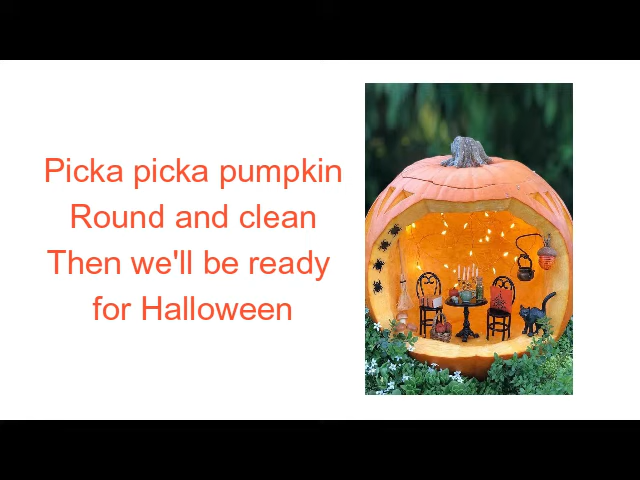 Picka picka pumpkin
Round and clean
Then we'll be ready
for Halloween